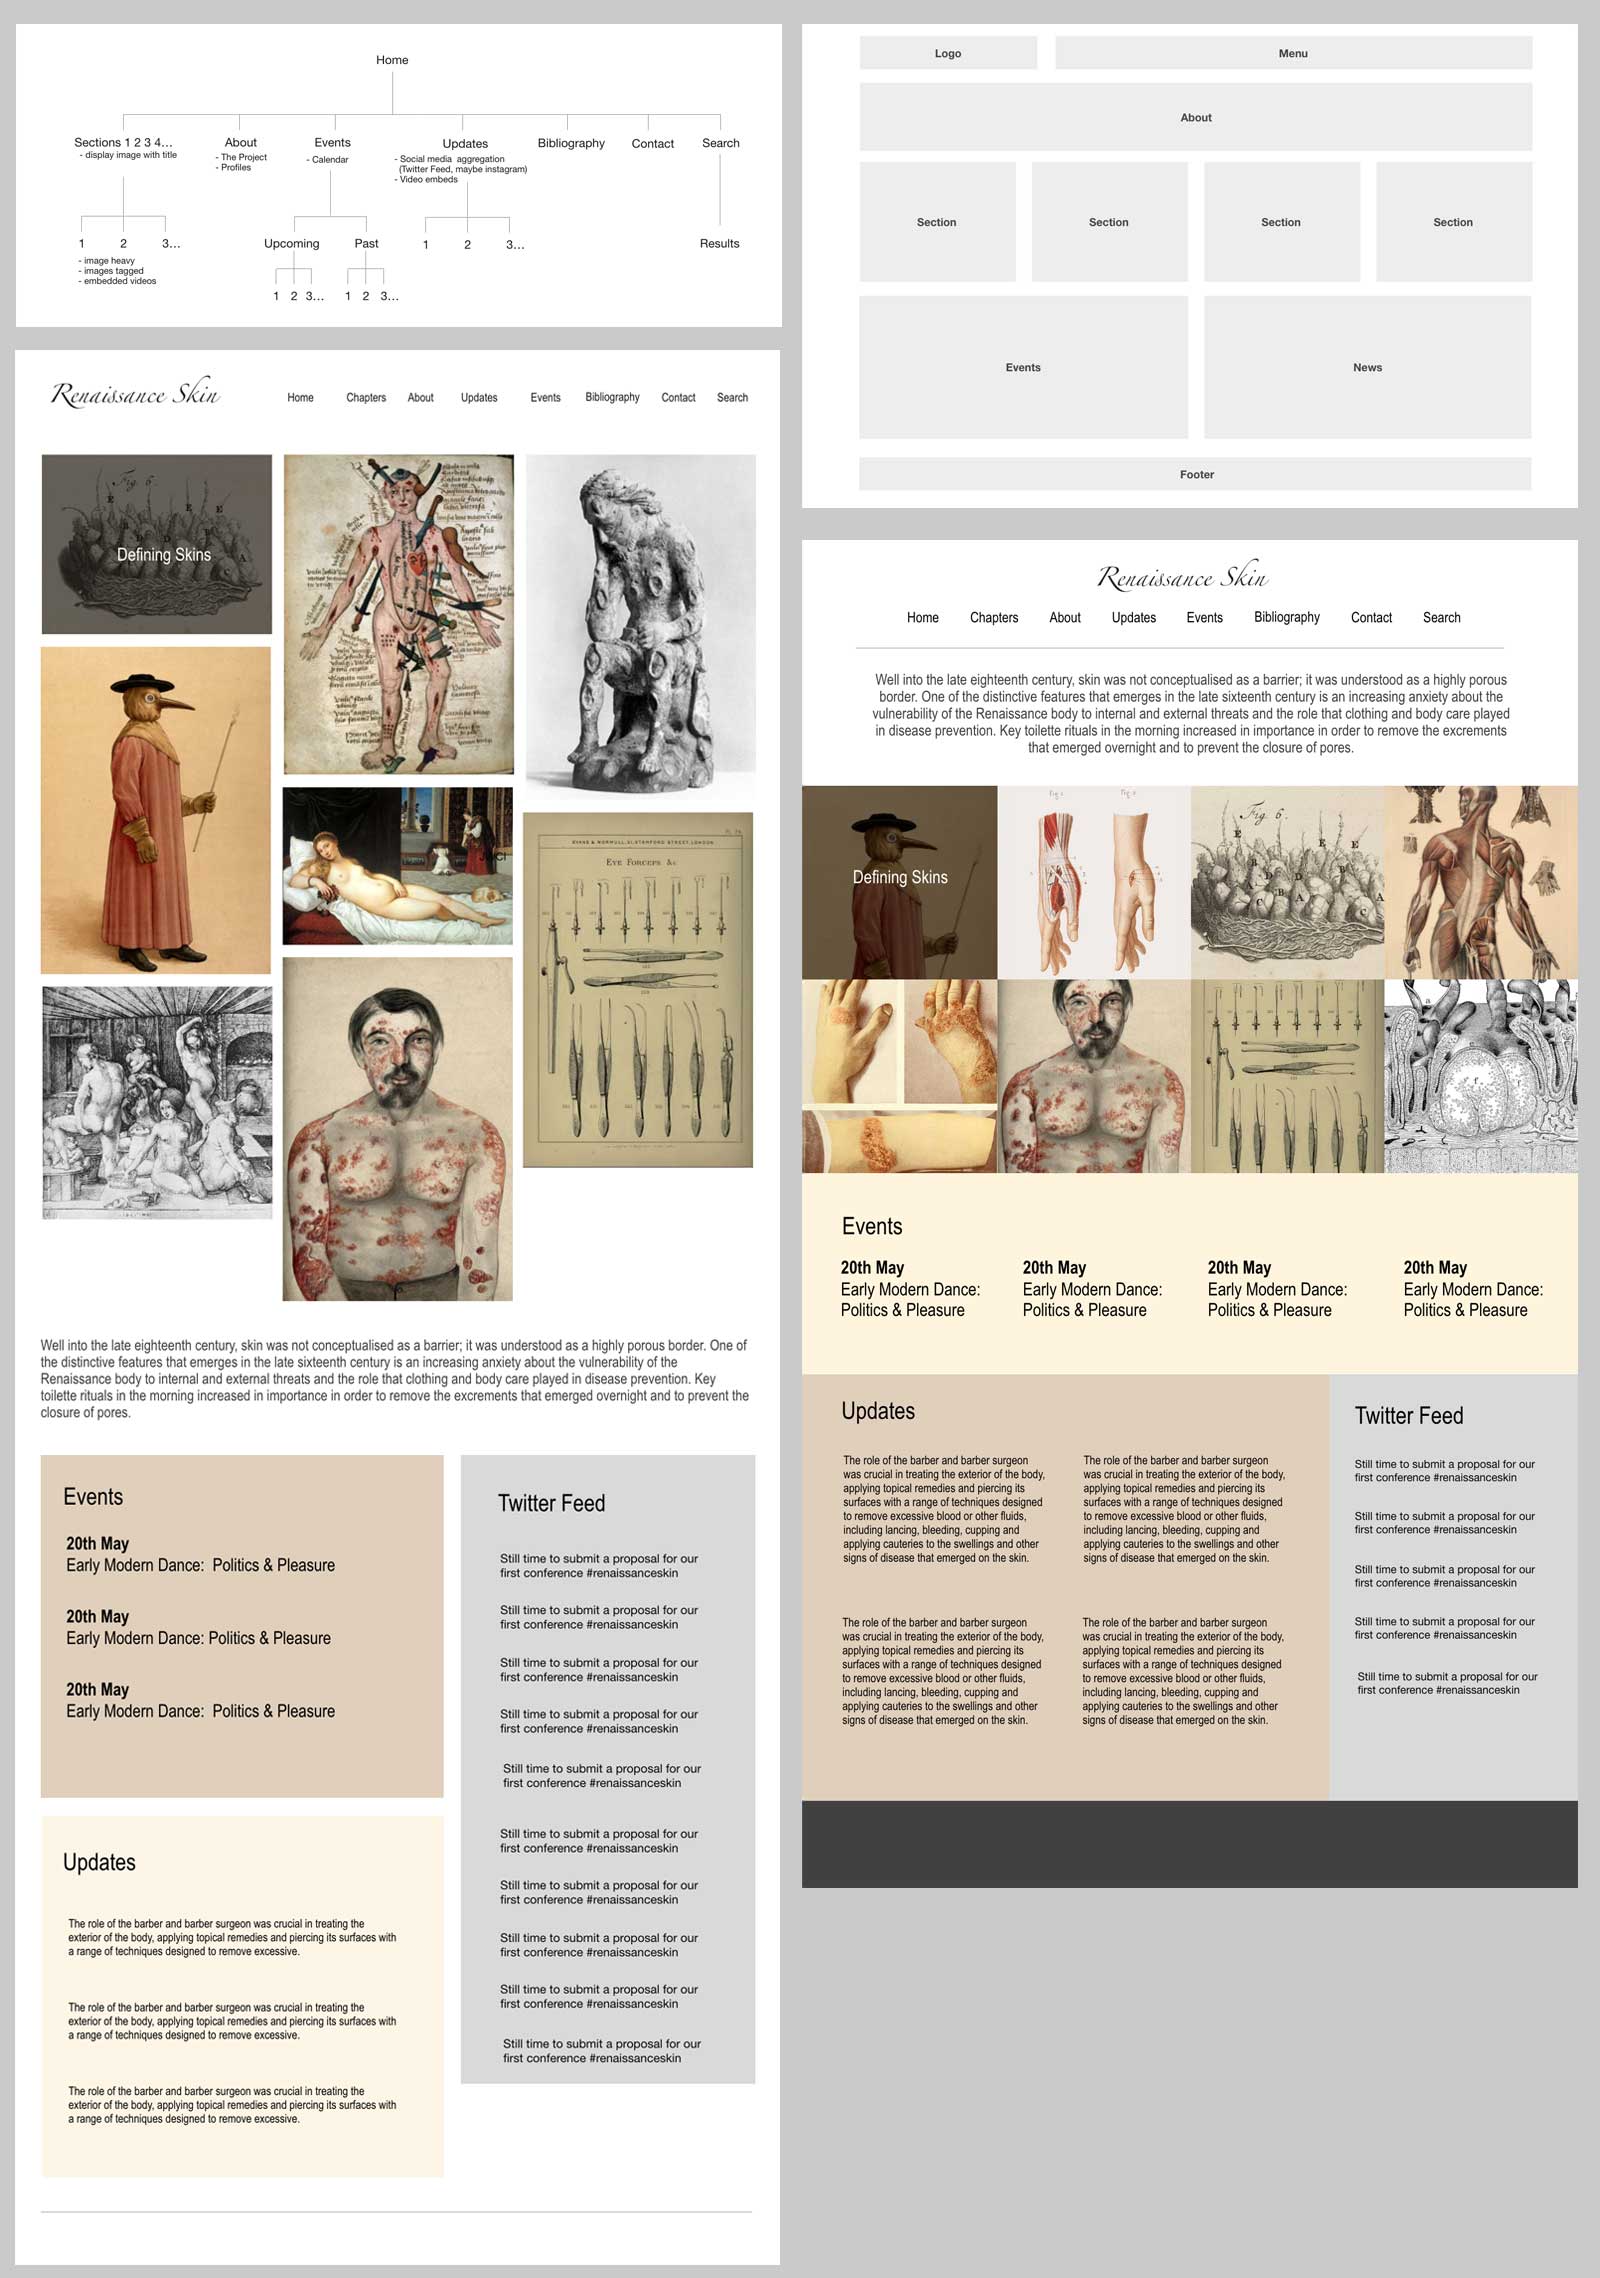 Home
Sections 1 2 3 4...
- display image with title
About
- The Project
- Profiles
Events
- Calendar
Updates
- Social media aggregation
(Twitter Feed, maybe instagram)
- Video embeds
Bibliography
Contact
Search
1 2 3...
- image heavy
- images tagged
- embedded videos
Upcoming
Past
1 2 3...
1 2 3...
1 2 3...
Results
Logo
Menu
About
Section
Section
Section
Section
Events
News
Footer
Renaissance Skin
Home Chapters About Updates Events Bibliography Contact Search
Fig. 6.
Defining Skins
EVANS & WORMULL, 31, STAMFORD STREET, LONDON
EYE FORCEPS &c
Well into the late eighteenth century, skin was not conceptualised as a barrier; it was understood as a highly porous border. One of
the distinctive features that emerges in the late sixteenth century is an increasing anxiety about the vulnerability of the
Renaissance body to internal and external threats and the role that clothing and body care played in disease prevention. Key
toilette rituals in the morning increased in importance in order to remove the excrements that emerged overnight and to prevent the
closure of pores.
Events
20th May
Early Modern Dance: Politics & Pleasure
20th May
Early Modern Dance: Politics & Pleasure
20th May
Early Modern Dance: Politics & Pleasure
Updates
The role of the barber and barber surgeon was crucial in treating the
exterior of the body, applying topical remedies and piercing its surfaces with
a range of techniques designed to remove excessive.
The role of the barber and barber surgeon was crucial in treating the
exterior of the body, applying topical remedies and piercing its surfaces with
a range of techniques designed to remove excessive.
The role of the barber and barber surgeon was crucial in treating the
exterior of the body, applying topical remedies and piercing its surfaces with
a range of techniques designed to remove excessive.
Twitter Feed
Still time to submit a proposal for our
first conference #renaissanceskin
Still time to submit a proposal for our
first conference #renaissanceskin
Still time to submit a proposal for our
first conference #renaissanceskin
Still time to submit a proposal for our
first conference #renaissanceskin
Still time to submit a proposal for our
first conference #renaissanceskin
Still time to submit a proposal for our
first conference #renaissanceskin
Still time to submit a proposal for our
first conference #renaissanceskin
Still time to submit a proposal for our
first conference #renaissanceskin
Still time to submit a proposal for our
first conference #renaissanceskin
Still time to submit a proposal for our
first conference #renaissanceskin
Renaissance Skin
Home Chapters About Updates Events Bibliography Contact Search
Well into the late eighteenth century, skin was not conceptualised as a barrier; it was understood as a highly porous
border. One of the distinctive features that emerges in the late sixteenth century is an increasing anxiety about the
vulnerability of the Renaissance body to internal and external threats and the role that clothing and body care played
in disease prevention. Key toilette rituals in the morning increased in importance in order to remove the excrements
that emerged overnight and to prevent the closure of pores.
Defining Skins
Fig. 1
Fig. 2
Fig. 6.
Events
20th May
Early Modern Dance:
Politics & Pleasure
20th May
Early Modern Dance:
Politics & Pleasure
20th May
Early Modern Dance:
Politics & Pleasure
20th May
Early Modern Dance:
Politics & Pleasure
Updates
The role of the barber and barber surgeon
was crucial in treating the exterior of the body,
applying topical remedies and piercing its
surfaces with a range of techniques designed
to remove excessive blood or other fluids,
including lancing, bleeding, cupping and
applying cauteries to the swellings and other
signs of disease that emerged on the skin.
The role of the barber and barber surgeon
was crucial in treating the exterior of the body,
applying topical remedies and piercing its
surfaces with a range of techniques designed
to remove excessive blood or other fluids,
including lancing, bleeding, cupping and
applying cauteries to the swellings and other
signs of disease that emerged on the skin.
The role of the barber and barber surgeon
was crucial in treating the exterior of the body,
applying topical remedies and piercing its
surfaces with a range of techniques designed
to remove excessive blood or other fluids,
including lancing, bleeding, cupping and
applying cauteries to the swellings and other
signs of disease that emerged on the skin.
The role of the barber and barber surgeon
was crucial in treating the exterior of the body,
applying topical remedies and piercing its
surfaces with a range of techniques designed
to remove excessive blood or other fluids,
including lancing, bleeding, cupping and
applying cauteries to the swellings and other
signs of disease that emerged on the skin.
Twitter Feed
Still time to submit a proposal for our
first conference #renaissanceskin
Still time to submit a proposal for our
first conference #renaissanceskin
Still time to submit a proposal for our
first conference #renaissanceskin
Still time to submit a proposal for our
first conference #renaissanceskin
Still time to submit a proposal for our
first conference #renaissanceskin